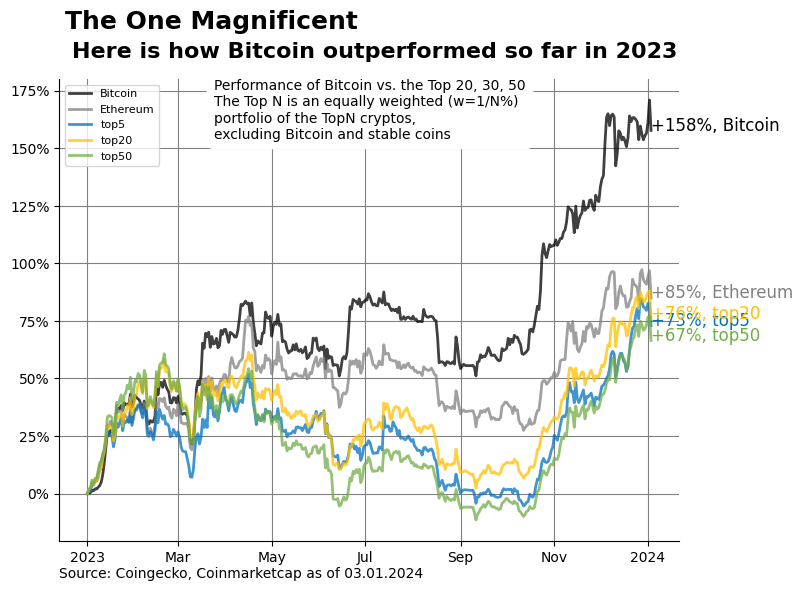 The One Magnificent
Here is how Bitcoin outperformed so far in 2023
175%
150%
125%
100%
75%
50%
25%
0%
Bitcoin
Ethereum
top5
top20
top50
Performance of Bitcoin vs. the Top 20, 30, 50
The Top N is an equally weighted (w=1/N%)
portfolio of the TopN cryptos,
excluding Bitcoin and stable coins
+158%, Bitcoin
+85%, Ethereum
+76%, top20
+75%, top5
+67%, top50
2023 Mar May Jul Sep Nov 2024
Source: Coingecko, Coinmarketcap as of 03.01.2024